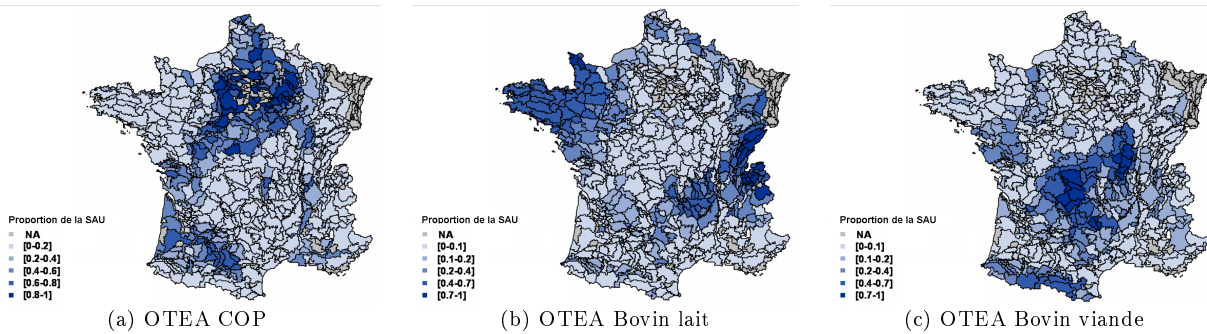 Proportion de la SAU
NA
[0-0.2]
[0.2-0.4]
[0.4-0.6]
[0.6-0.8]
[0.8-1]
(a) OTEA COP
Proportion de la SAU
NA
[0-0.1]
[0.1-0.2]
[0.2-0.4]
[0.4-0.7]
[0.7-1]
(b) OTEA Bovin lait
Proportion de la SAU
NA
[0-0.1]
[0.1-0.2]
[0.2-0.4]
[0.4-0.7]
[0.7-1]
(c) OTEA Bovin viande